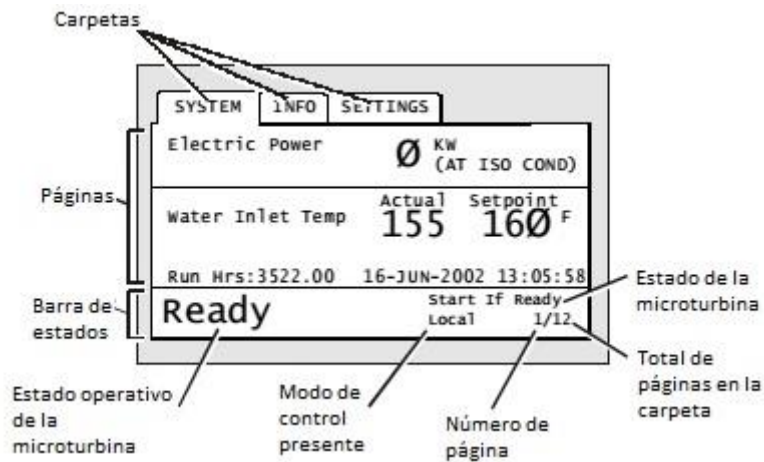 Carpetas
SYSTEM INFO SETTINGS
Electric Power Ø KW
(AT ISO COND)
Páginas
Actual Setpoint
Water Inlet Temp 155 16Ø F
Run Hrs:3522.00 16-JUN-2002 13:05:58
Barra de
estados
Ready
Start If Ready
Local 1/12
Estado de la
microturbina
Total de
páginas en la
carpeta
Estado operativo
de la
microturbina
Modo de
control
presente
Número de
página